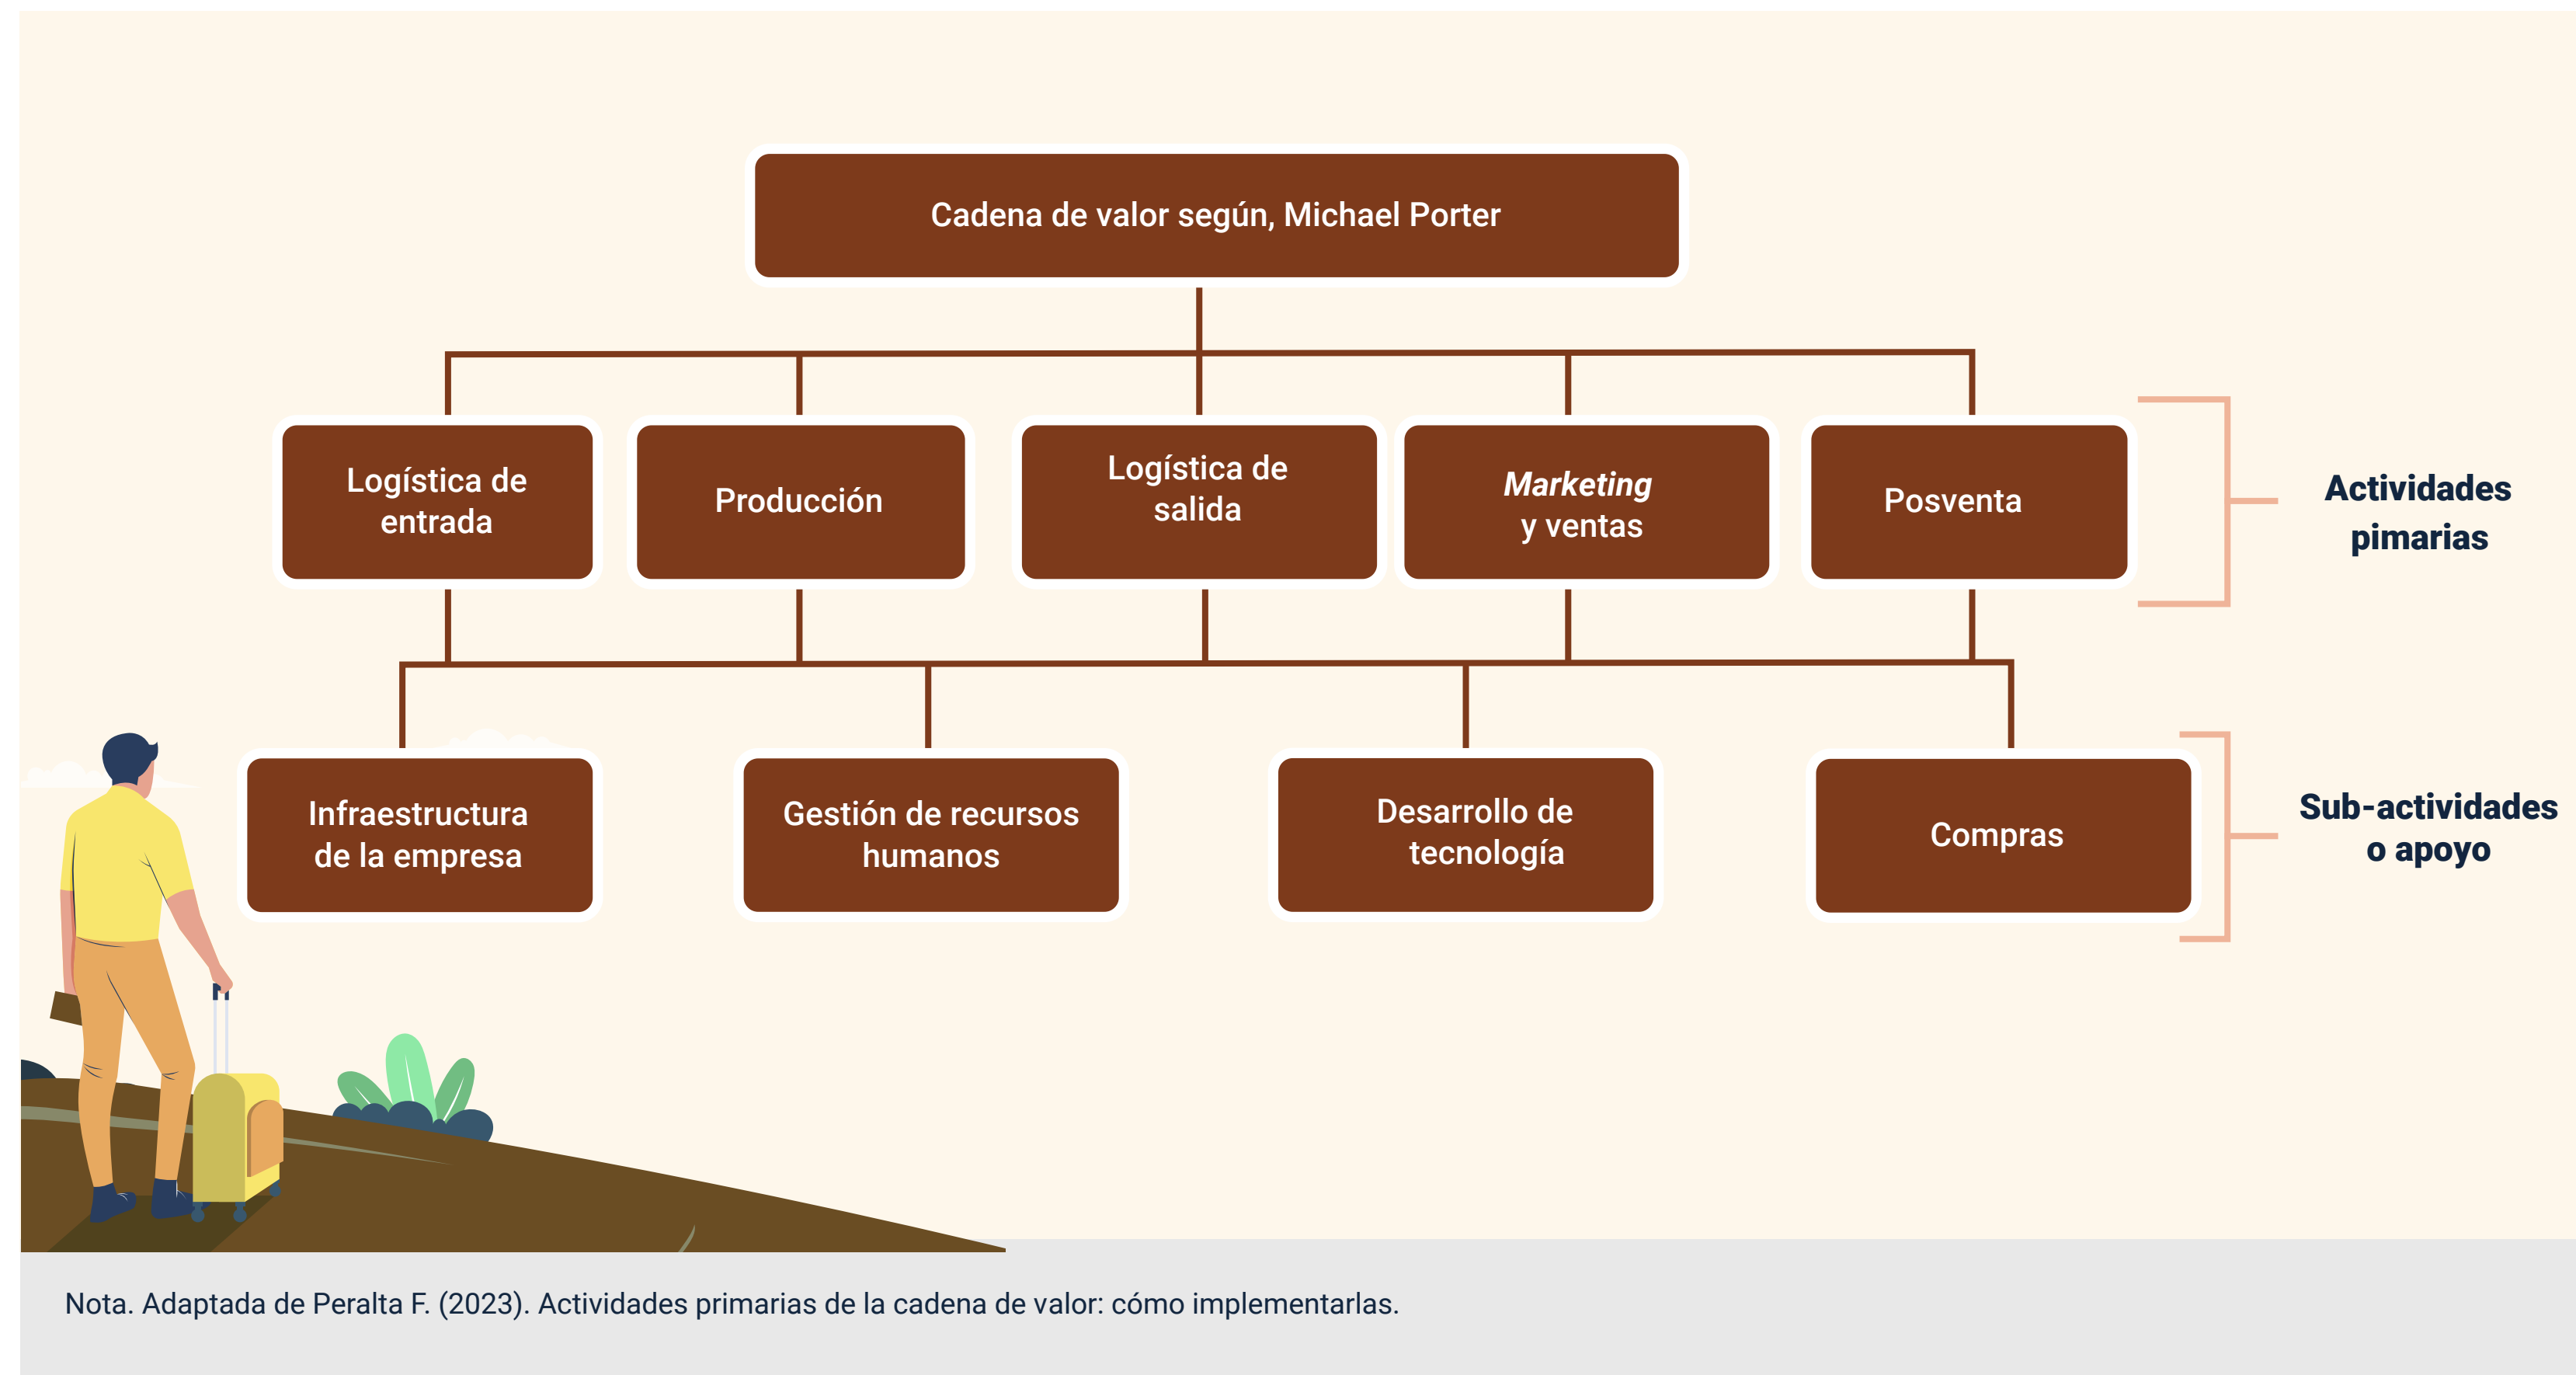 Cadena de valor según, Michael Porter
Logística de
entrada
Producción
Logística de
salida
Marketing
y ventas
Posventa
Actividades
pimarias
Infraestructura
de la empresa
Gestión de recursos
humanos
Desarrollo de
tecnología
Compras
Sub-actividades
o apoyo
Nota. Adaptada de Peralta F. (2023). Actividades primarias de la cadena de valor: cómo implementarlas.